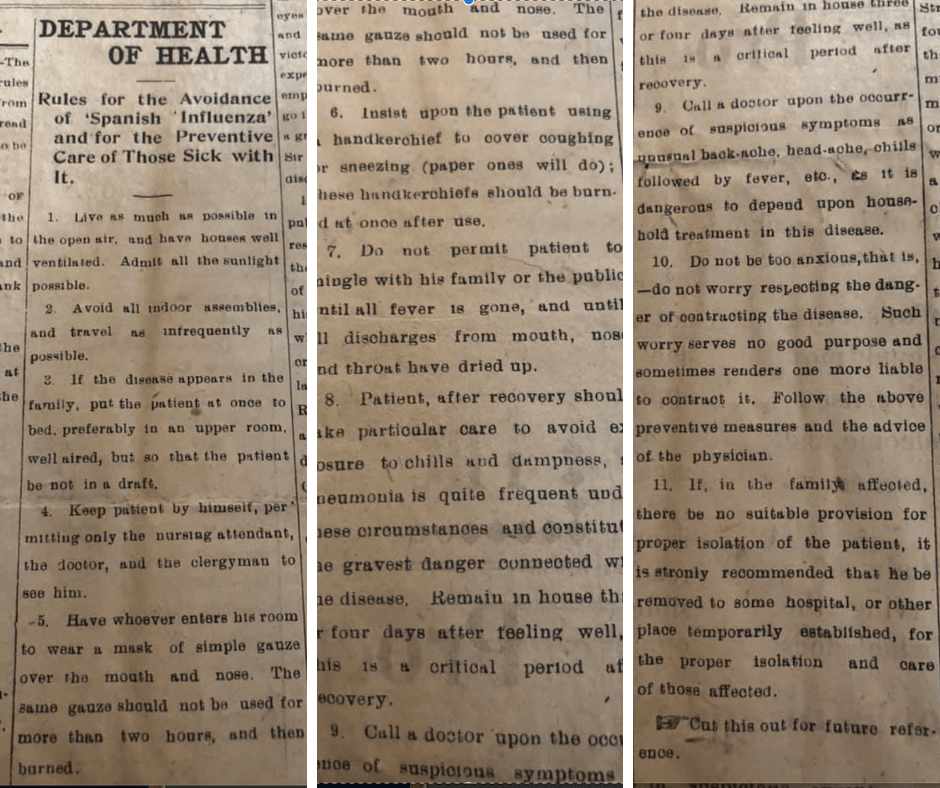 DEPARTMENT
OF HEALTH
Rules for the Avoidance
of 'Spanish Influenza'
and for the Preventive
Care of Those Sick with
It.
1. Live as much as possible in
the open air, and have houses well
ventilated. Admit all the sunlight
possible.
2. Avoid all indoor assemblies,
and travel as infrequently as
possible.
3. If the disease appears in the
family, put the patient at once to
bed, preferably in an upper room,
well aired, but so that the patient
be not in a draft.
4. Keep patient by himself, per
mitting only the nursing attendant,
the doctor, and the clergyman to
see him.
5. Have whoever enters his room
to wear a mask of simple gauze
over the mouth and nose. The
same gauze should not be used for
more than two hours, and then
burned.
over the mouth and nose. The
same gauze should not be used for
more than two hours, and then
burned.
6. Insist upon the patient using
handkerchief to cover coughing
or sneezing (paper ones will do);
hese handkerchiefs should be burn-
d at once after use.
7. Do not permit patient to
mingle with his family or the public
ntil all fever is gone, and until
ll discharges from mouth, nose
nd throat have dried up.
8. Patient, after recovery shoul
ake particular care to avoid ex
osure to chills and dampness,
neumonia is quite frequent und
hese circumstances and constitut
he gravest danger connected wi
he disease. Remain in house th
r four days after feeling well,
his is a critical period af
ecovery.
9. Call a doctor upon the occu
ence of suspicious symptoms
the disease. Remain in house three
or four days after feeling well, as
this is a critical period after
recovery.
9. Call a doctor upon the occurr-
ence of suspicious symptoms as
unusual back-ache, head-ache, chills
followed by fever, etc., as it is
dangerous to depend upon house-
hold treatment in this disease.
10. Do not be too anxious, that is,
—do not worry respecting the dang-
er of contracting the disease. Such
worry serves no good purpose and
sometimes renders one more liable
to contract it. Follow the above
preventive measures and the advice
of the physician.
11. If, in the family affected,
there be no suitable provision for
proper isolation of the patient, it
is stronly recommended that he be
removed to some hospital, or other
place temporarily established, for
the proper isolation and care
of those affected.
☞ Cut this out for future refer-
ence.